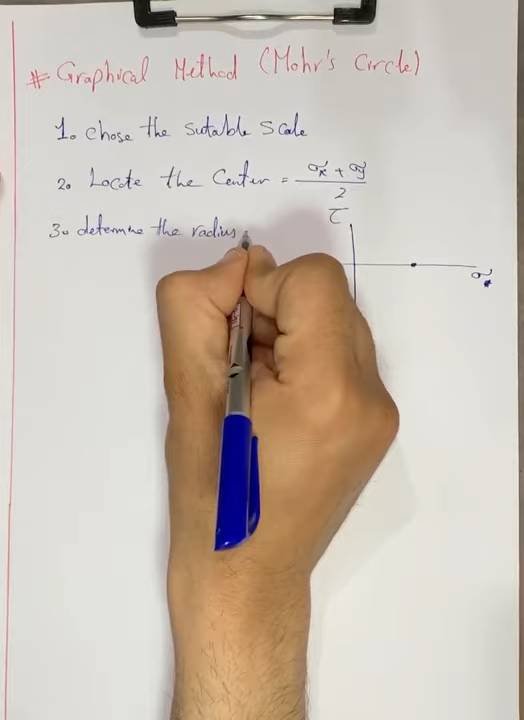 # Graphical Method (Mohr's Circle)
1. chose the sutable scale
2. Locate the Center = σx + σy / 2
3. determine the radius
τ
σ